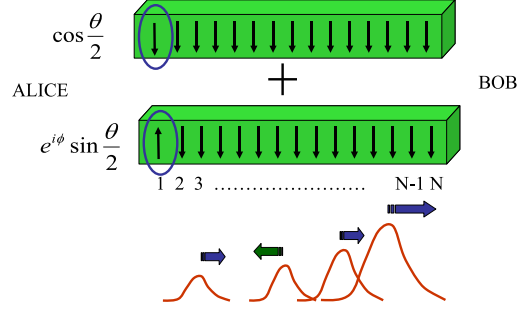 cos θ/2
ALICE
+
BOB
e^{iϕ} sin θ/2
1 2 3 ........................ N-1 N